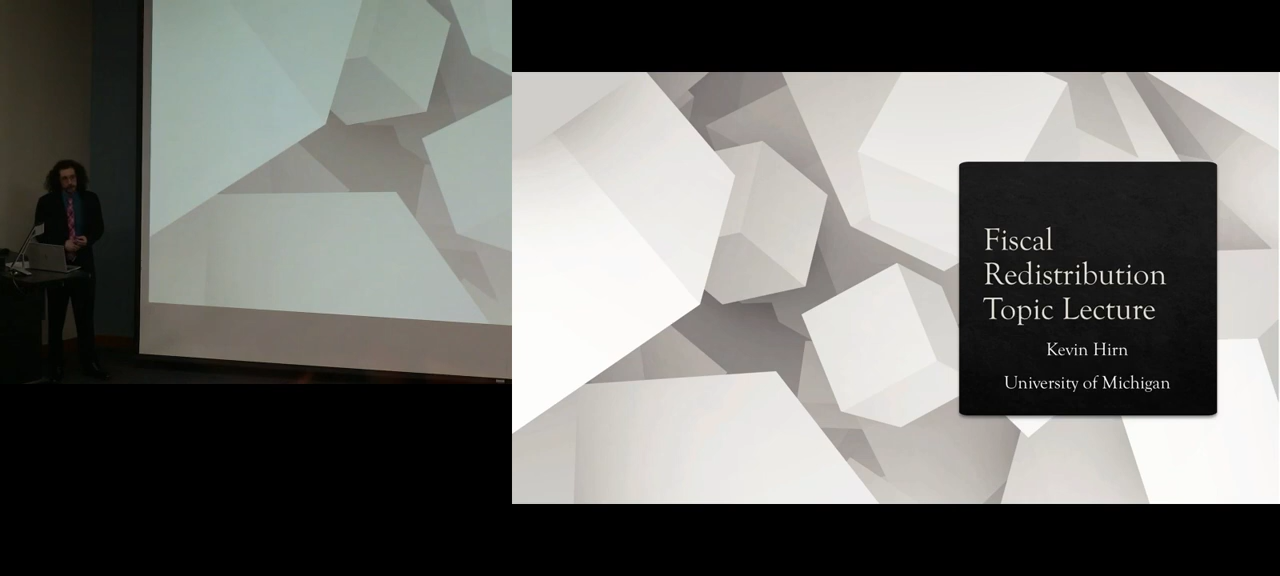 Fiscal
Redistribution
Topic Lecture
Kevin Hirn
University of Michigan